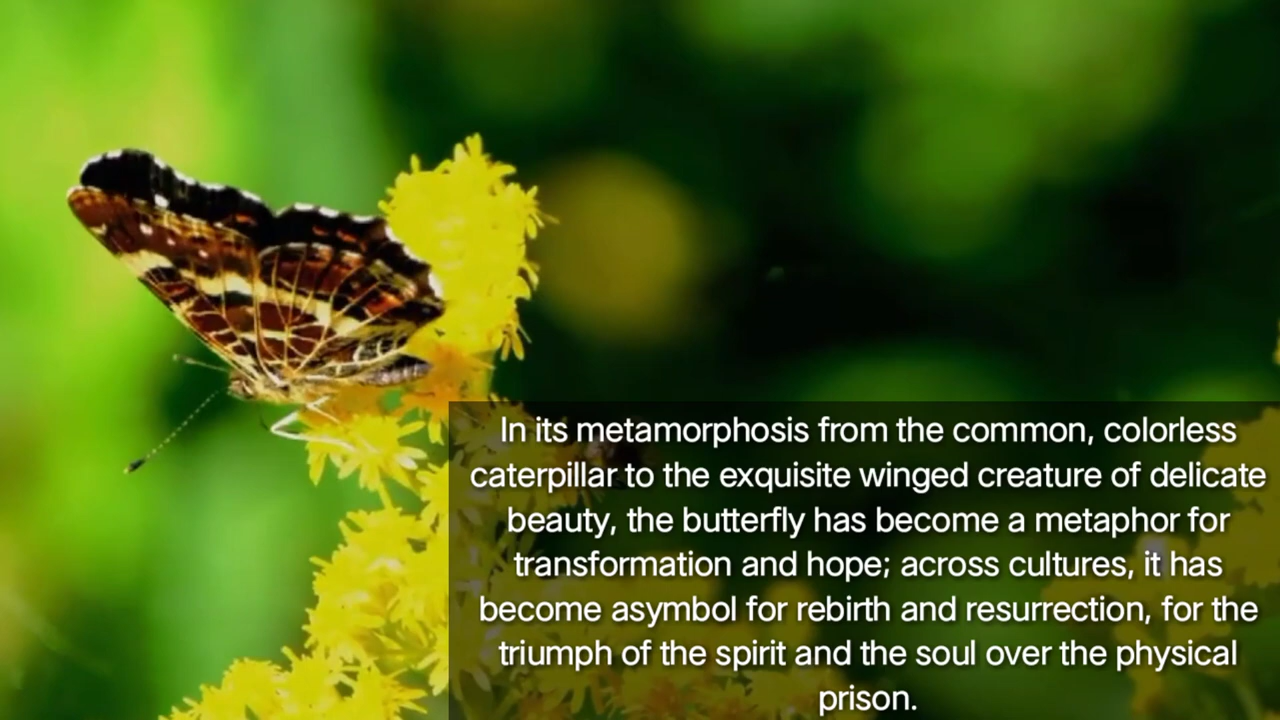 In its metamorphosis from the common, colorless
caterpillar to the exquisite winged creature of delicate
beauty, the butterfly has become a metaphor for
transformation and hope; across cultures, it has
become asymbol for rebirth and resurrection, for the
triumph of the spirit and the soul over the physical
prison.